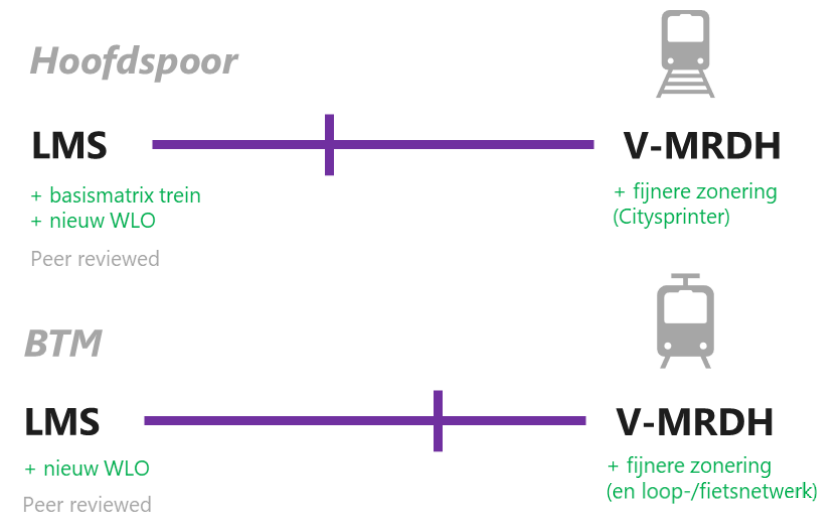 Hoofdspoor
LMS
V-MRDH
+ basismatrix trein
+ nieuw WLO
+ fijnere zonering
(Citysprinter)
Peer reviewed
BTM
LMS
V-MRDH
+ nieuw WLO
+ fijnere zonering
(en loop-/fietsnetwerk)
Peer reviewed